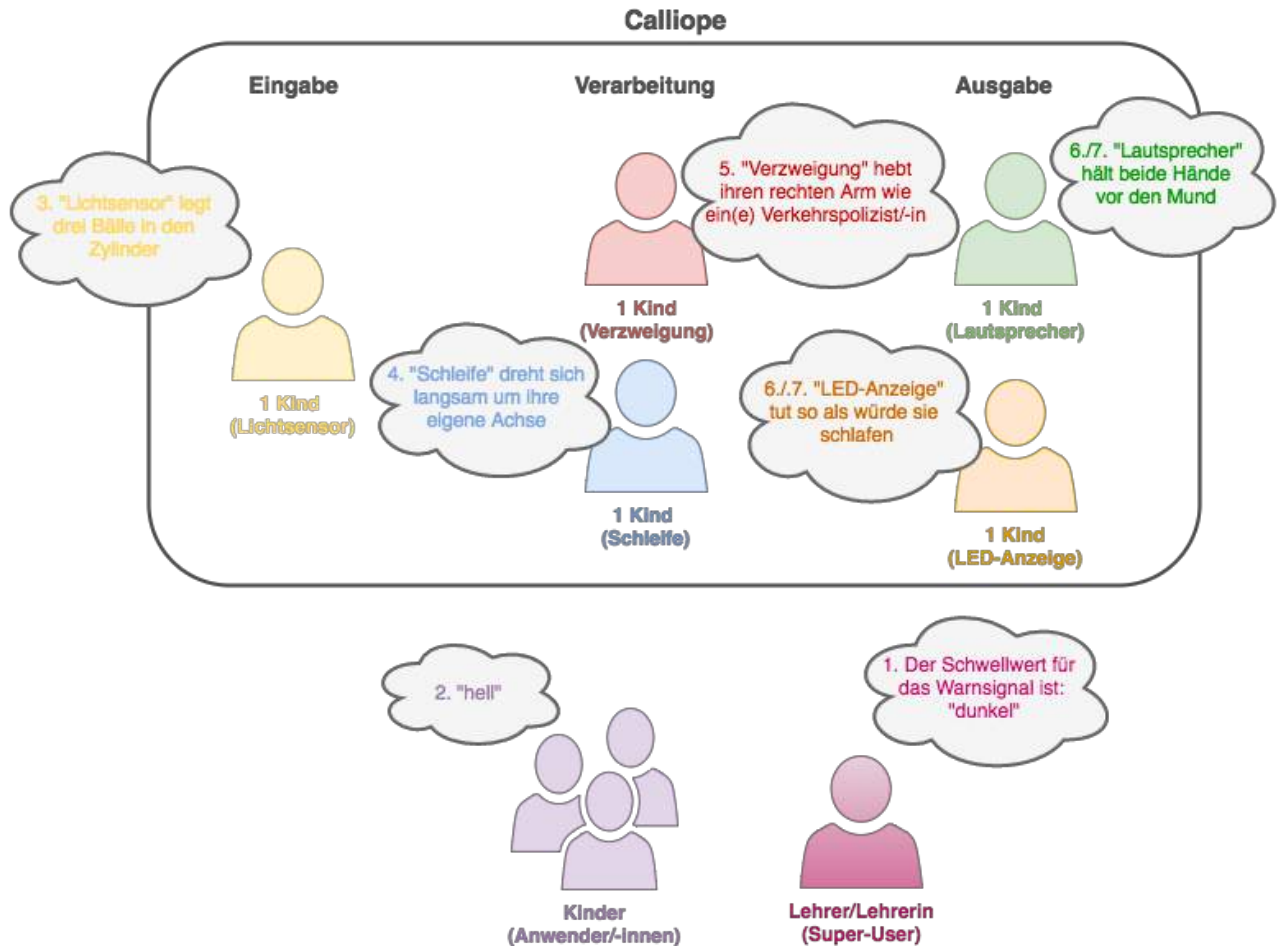 Calliope
Eingabe
Verarbeitung
Ausgabe
3. "Lichtsensor" legt
drei Bälle in den
Zylinder
5. "Verzweigung" hebt
ihren rechten Arm wie
ein(e) Verkehrspolizist/-in
6./7. "Lautsprecher"
hält beide Hände
vor den Mund
1 Kind
(Verzweigung)
1 Kind
(Lautsprecher)
1 Kind
(Lichtsensor)
4. "Schleife" dreht sich
langsam um ihre
eigene Achse
6./.7. "LED-Anzeige"
tut so als würde sie
schlafen
1 Kind
(Schleife)
1 Kind
(LED-Anzeige)
2. "hell"
1. Der Schwellwert für
das Warnsignal ist:
"dunkel"
Kinder
(Anwender/-innen)
Lehrer/Lehrerin
(Super-User)